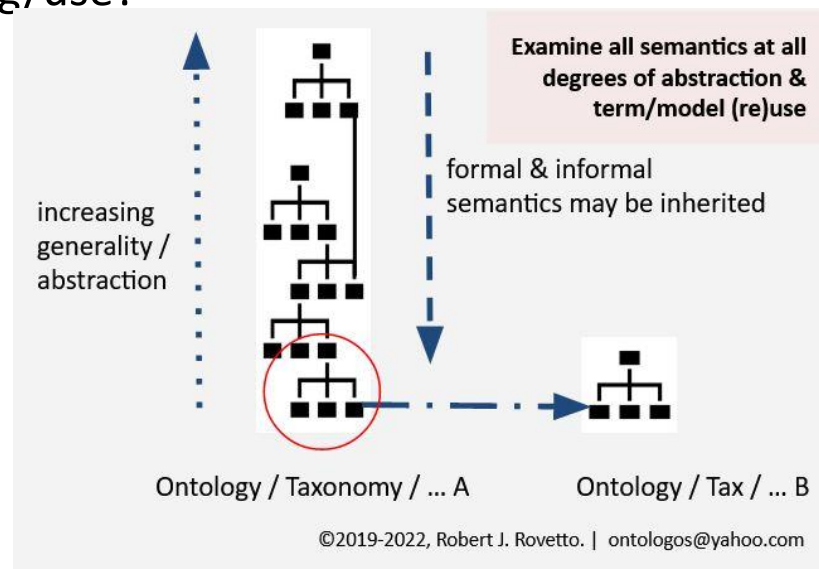 Examine all semantics at all
degrees of abstraction &
term/model (re)use
formal & informal
semantics may be inherited
increasing
generality /
abstraction
Ontology / Taxonomy / ... A
Ontology / Tax / ... B
©2019-2022, Robert J. Rovetto. | ontologos@yahoo.com